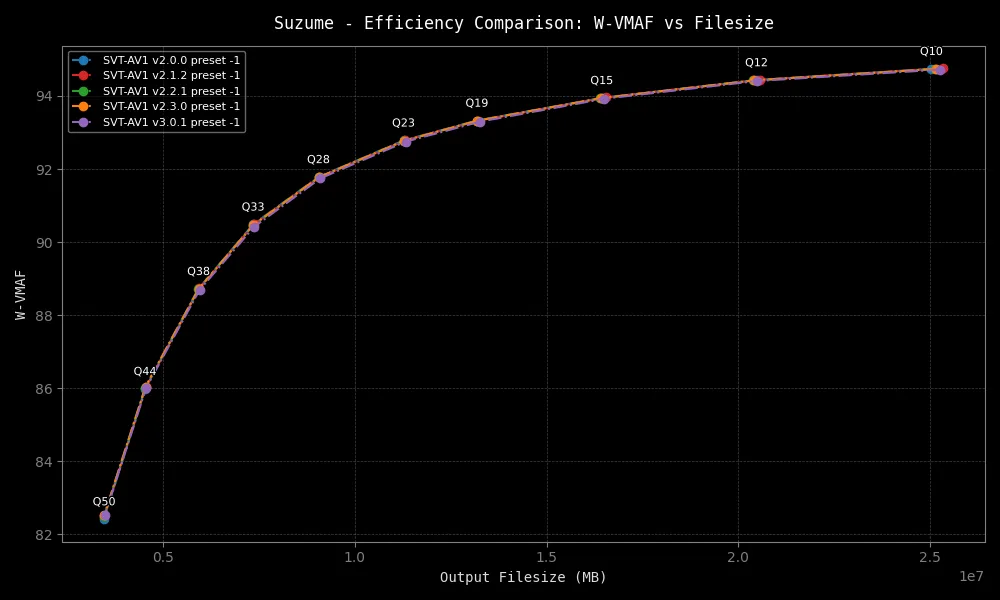 Suzume - Efficiency Comparison: W-VMAF vs Filesize
SVT-AV1 v2.0.0 preset -1
SVT-AV1 v2.1.2 preset -1
SVT-AV1 v2.2.1 preset -1
SVT-AV1 v2.3.0 preset -1
SVT-AV1 v3.0.1 preset -1
Q10
Q12
Q15
Q19
Q23
Q28
Q33
Q38
Q44
Q50
94
92
90
88
86
84
82
W-VMAF
0.5
1.0
1.5
2.0
2.5
1e7
Output Filesize (MB)